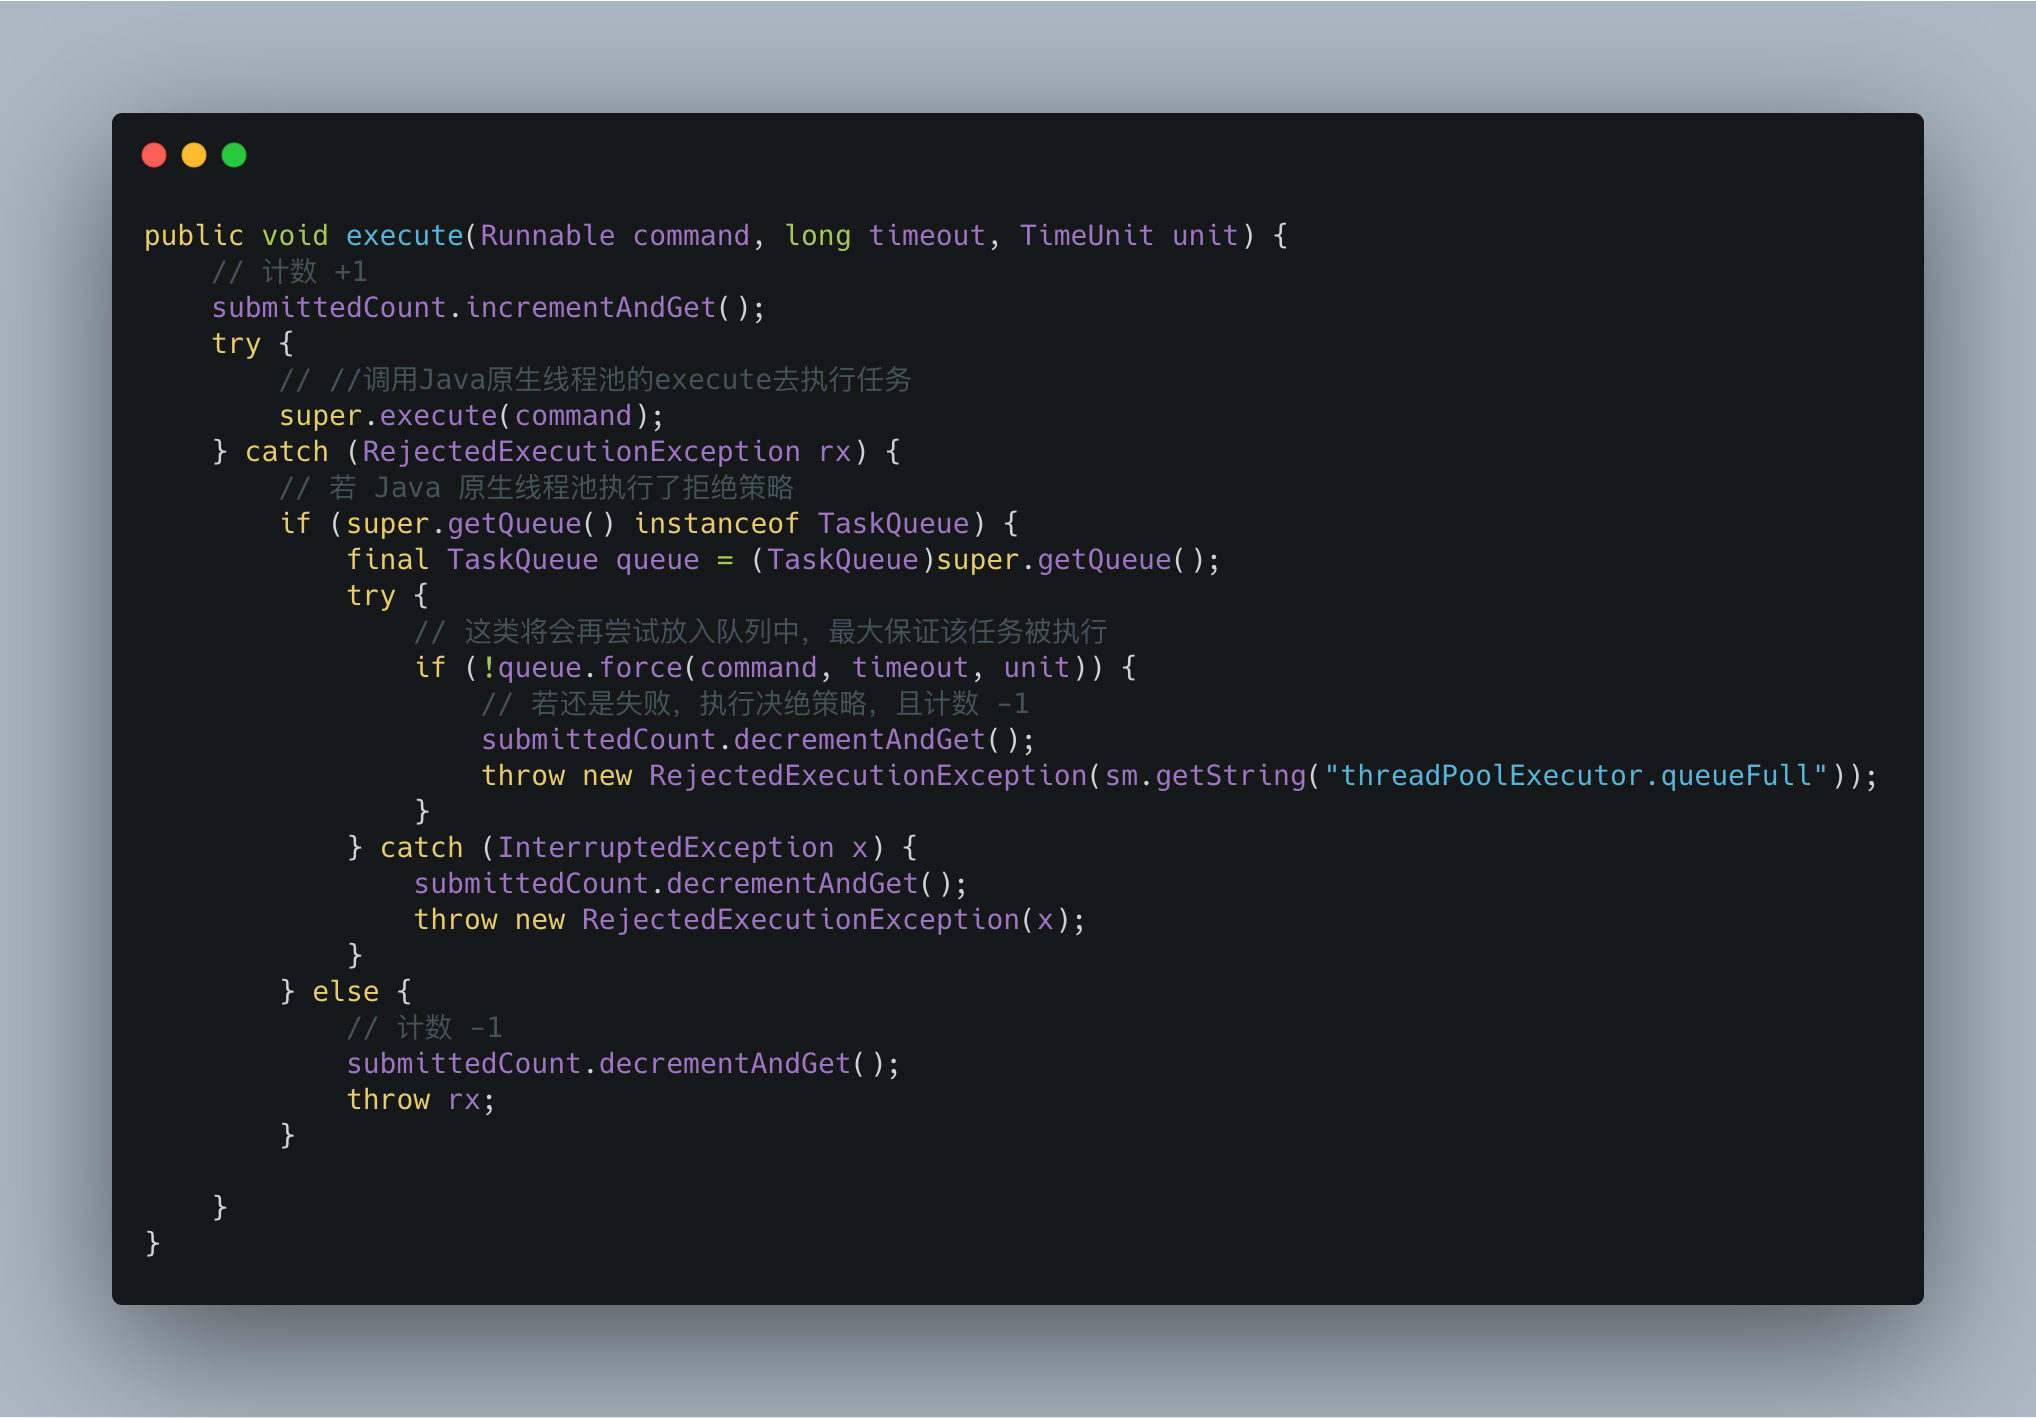 public void execute(Runnable command, long timeout, TimeUnit unit) {
    // 计数 +1
    submittedCount.incrementAndGet();
    try {
        // //调用Java原生线程池的execute去执行任务
        super.execute(command);
    } catch (RejectedExecutionException rx) {
        // 若 Java 原生线程池执行了拒绝策略
        if (super.getQueue() instanceof TaskQueue) {
            final TaskQueue queue = (TaskQueue)super.getQueue();
            try {
                // 这类将会再尝试放入队列中，最大保证该任务被执行
                if (!queue.force(command, timeout, unit)) {
                    // 若还是失败，执行决绝策略，且计数 -1
                    submittedCount.decrementAndGet();
                    throw new RejectedExecutionException(sm.getString("threadPoolExecutor.queueFull"));
                }
            } catch (InterruptedException x) {
                submittedCount.decrementAndGet();
                throw new RejectedExecutionException(x);
            }
        } else {
            // 计数 -1
            submittedCount.decrementAndGet();
            throw rx;
        }

    }
}